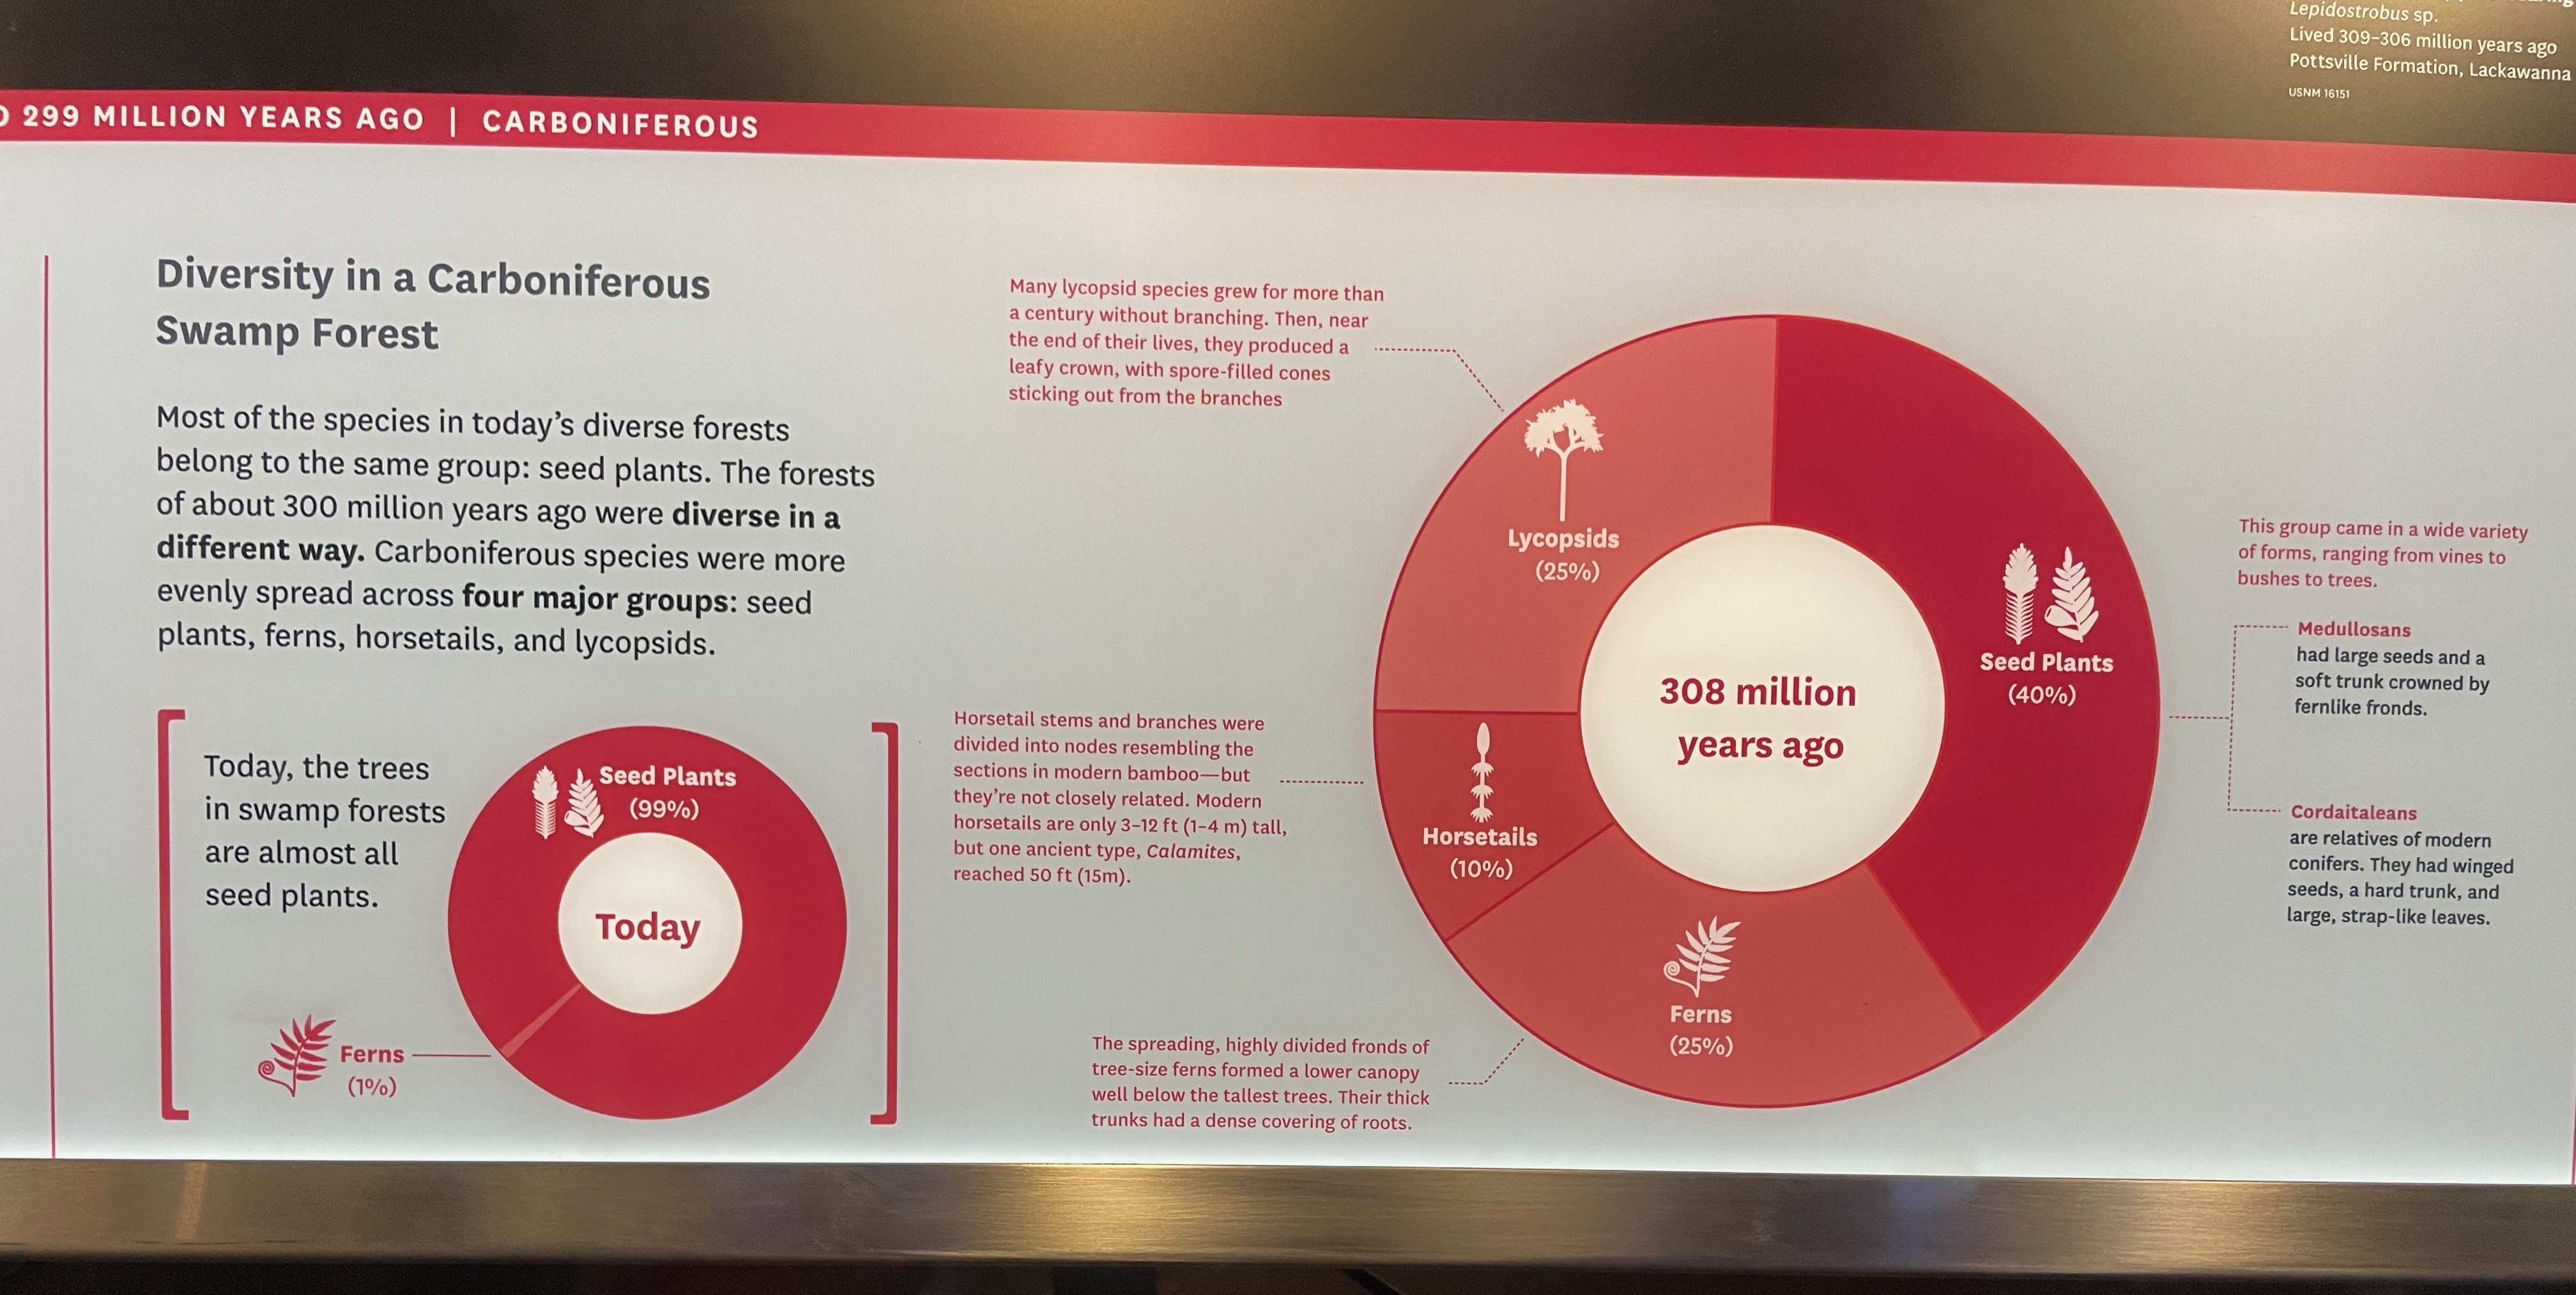 Lepidostrobus sp.
Lived 309–306 million years ago
Pottsville Formation, Lackawanna
USNM 16151
299 MILLION YEARS AGO | CARBONIFEROUS
Diversity in a Carboniferous
Swamp Forest
Most of the species in today’s diverse forests
belong to the same group: seed plants. The forests
of about 300 million years ago were diverse in a
different way. Carboniferous species were more
evenly spread across four major groups: seed
plants, ferns, horsetails, and lycopsids.
Today, the trees
in swamp forests
are almost all
seed plants.
Seed Plants
(99%)
Today
Ferns
(1%)
Many lycopsid species grew for more than
a century without branching. Then, near
the end of their lives, they produced a
leafy crown, with spore-filled cones
sticking out from the branches
Lycopsids
(25%)
Horsetail stems and branches were
divided into nodes resembling the
sections in modern bamboo—but
they’re not closely related. Modern
horsetails are only 3–12 ft (1–4 m) tall,
but one ancient type, Calamites,
reached 50 ft (15m).
Horsetails
(10%)
The spreading, highly divided fronds of
tree-size ferns formed a lower canopy
well below the tallest trees. Their thick
trunks had a dense covering of roots.
Ferns
(25%)
308 million
years ago
Seed Plants
(40%)
This group came in a wide variety
of forms, ranging from vines to
bushes to trees.
Medullosans
had large seeds and a
soft trunk crowned by
fernlike fronds.
Cordaitaleans
are relatives of modern
conifers. They had winged
seeds, a hard trunk, and
large, strap-like leaves.